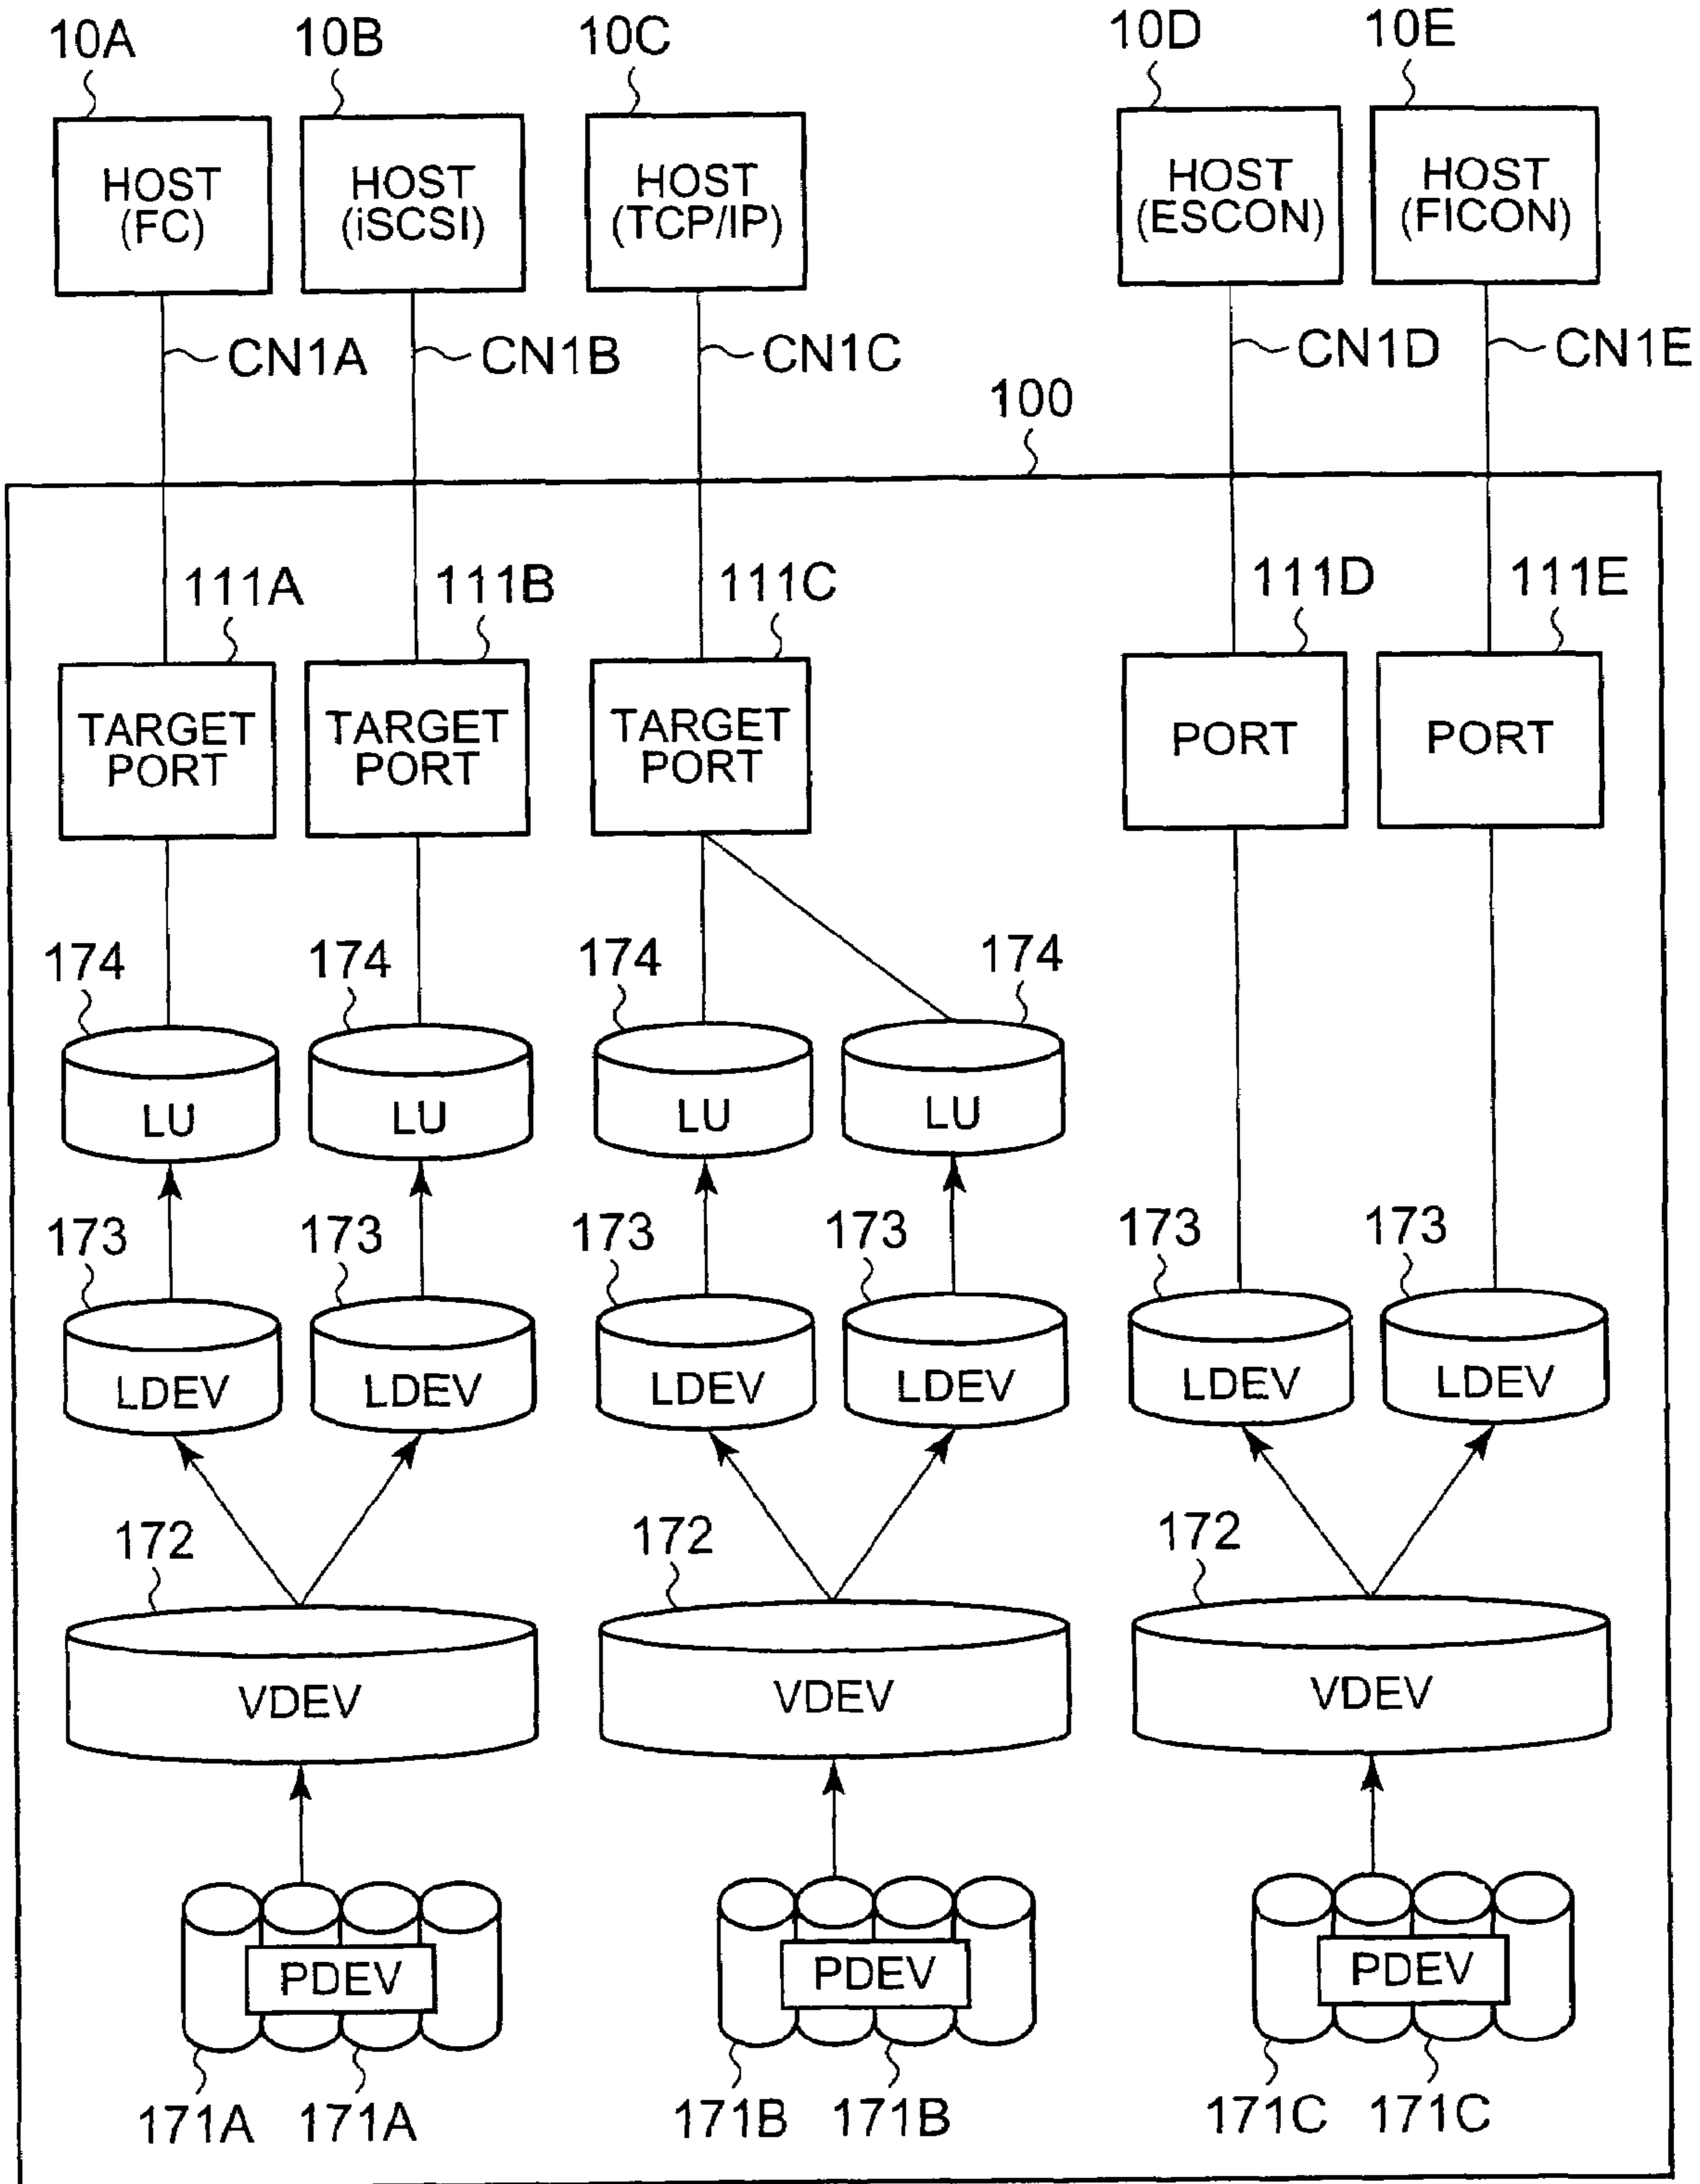 10A 10B 10C 10D 10E
HOST
(FC)
HOST
(iSCSI)
HOST
(TCP/IP)
HOST
(ESCON)
HOST
(FICON)
CN1A CN1B CN1C CN1D CN1E
100
111A 111B 111C 111D 111E
TARGET
PORT
TARGET
PORT
TARGET
PORT
PORT
PORT
174 174 174 174
LU LU LU LU
173 173 173 173 173 173
LDEV LDEV LDEV LDEV LDEV LDEV
172 172 172
VDEV VDEV VDEV
PDEV PDEV PDEV
171A 171A 171B 171B 171C 171C